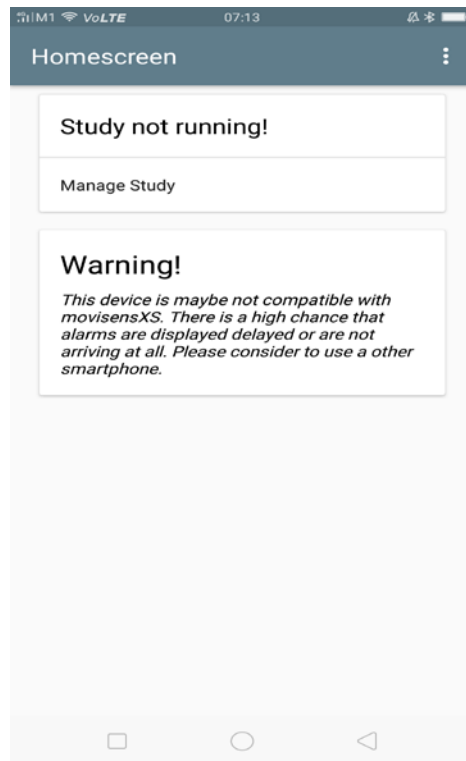 M1 VoLTE 07:13
Homescreen
Study not running!
Manage Study
Warning!
This device is maybe not compatible with
movisensXS. There is a high chance that
alarms are displayed delayed or are not
arriving at all. Please consider to use a other
smartphone.